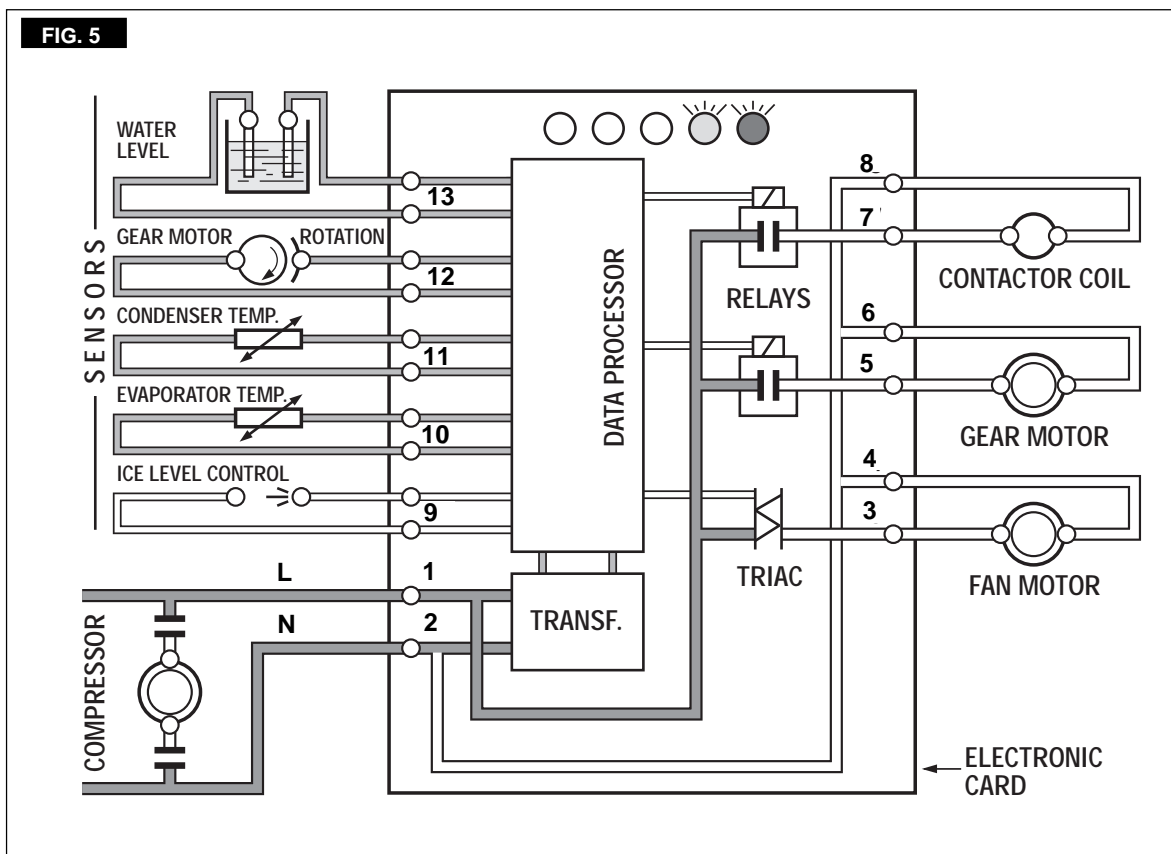 FIG. 5
WATER
LEVEL
13
GEAR MOTOR ROTATION
12
CONDENSER TEMP.
11
EVAPORATOR TEMP.
10
ICE LEVEL CONTROL
9
SENSORS
L 1
N 2
COMPRESSOR
DATA PROCESSOR
TRANSF.
RELAYS
TRIAC
8
7
CONTACTOR COIL
6
5
GEAR MOTOR
4
3
FAN MOTOR
ELECTRONIC
CARD